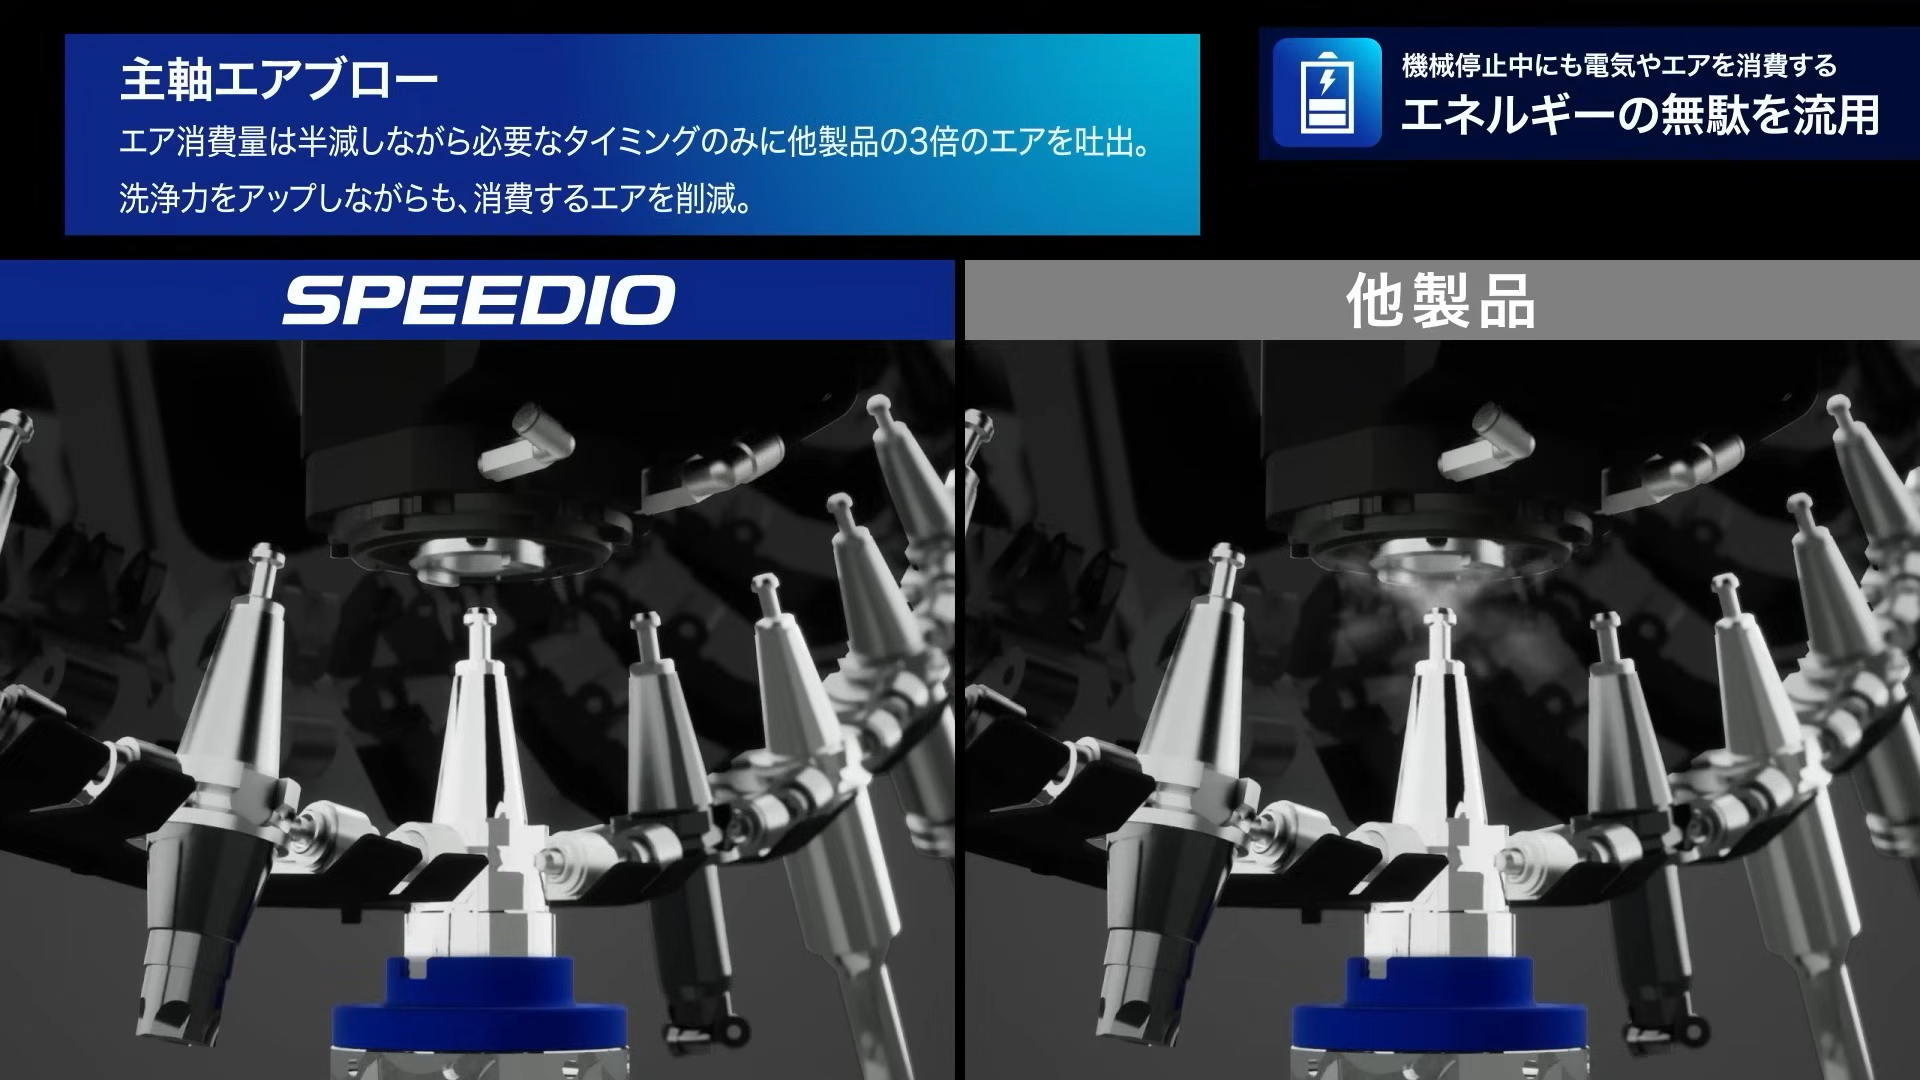 主軸エアブロー
エア消費量は半減しながら必要なタイミングのみに他製品の3倍のエアを吐出。
洗浄力をアップしながらも、消費するエアを削減。
機械停止中にも電気やエアを消費する
エネルギーの無駄を流用
SPEEDIO
他製品